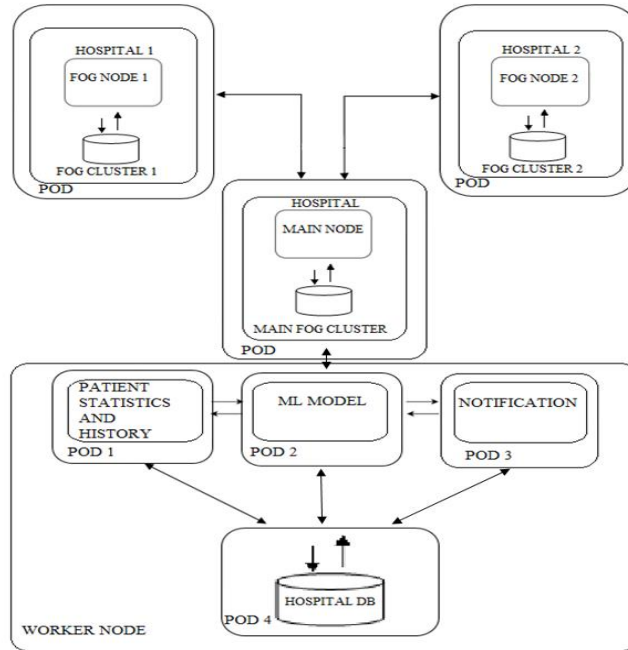 HOSPITAL 1
FOG NODE 1
FOG CLUSTER 1
POD
HOSPITAL 2
FOG NODE 2
FOG CLUSTER 2
POD
HOSPITAL
MAIN NODE
MAIN FOG CLUSTER
POD
PATIENT
STATISTICS
AND
HISTORY
POD 1
ML MODEL
POD 2
NOTIFICATION
POD 3
HOSPITAL DB
POD 4
WORKER NODE